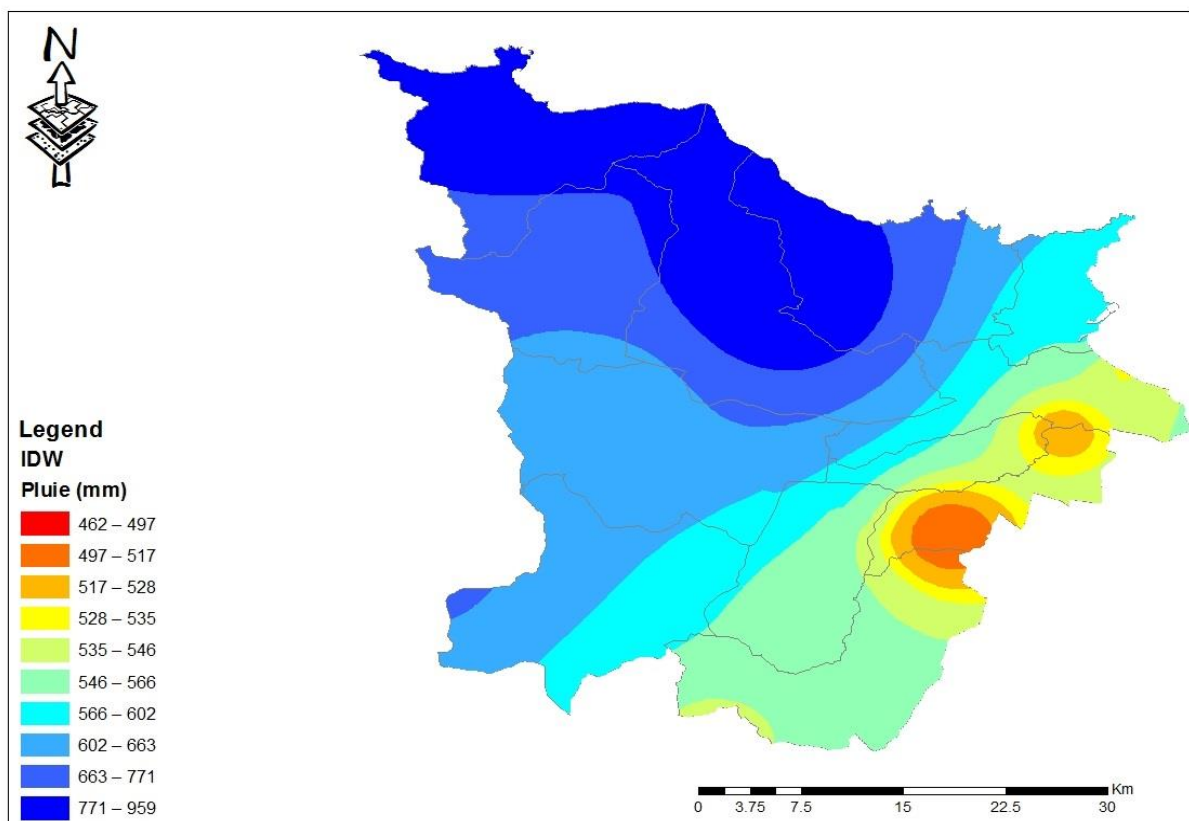 N
Legend
IDW
Pluie (mm)
462 – 497
497 – 517
517 – 528
528 – 535
535 – 546
546 – 566
566 – 602
602 – 663
663 – 771
771 – 959
Km
0 3.75 7.5 15 22.5 30